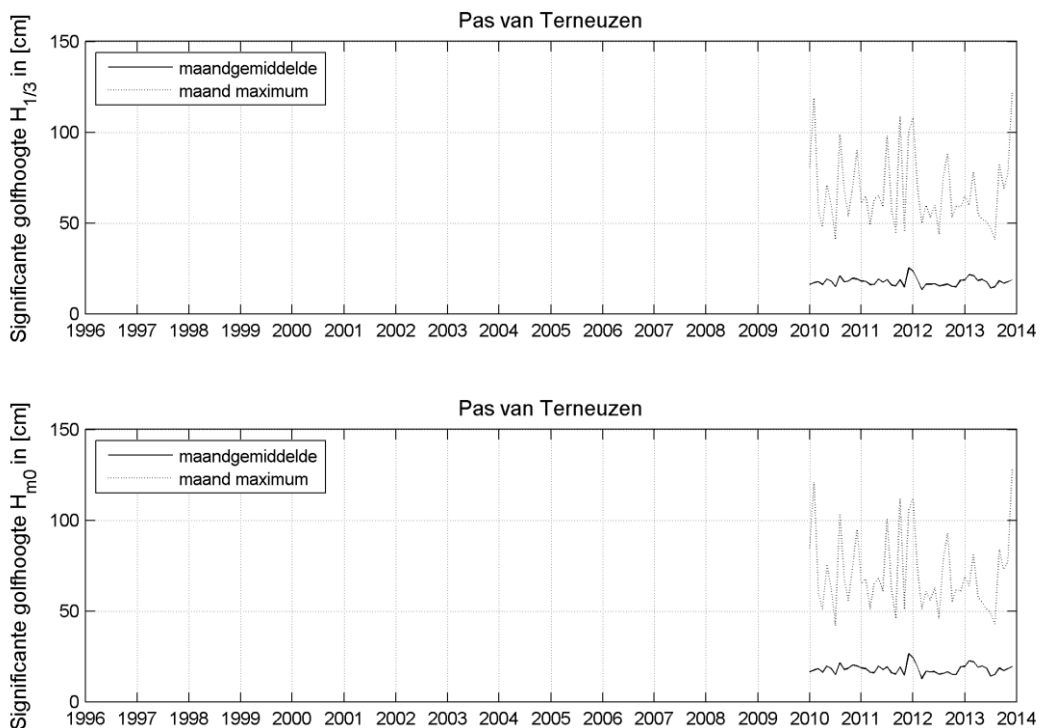 Pas van Terneuzen
Significante golfhoogte H1/3 in [cm]
150
100
50
0
maandgemiddelde
maand maximum
1996 1997 1998 1999 2000 2001 2002 2003 2004 2005 2006 2007 2008 2009 2010 2011 2012 2013 2014
Pas van Terneuzen
Significante golfhoogte Hm0 in [cm]
150
100
50
0
maandgemiddelde
maand maximum
1996 1997 1998 1999 2000 2001 2002 2003 2004 2005 2006 2007 2008 2009 2010 2011 2012 2013 2014